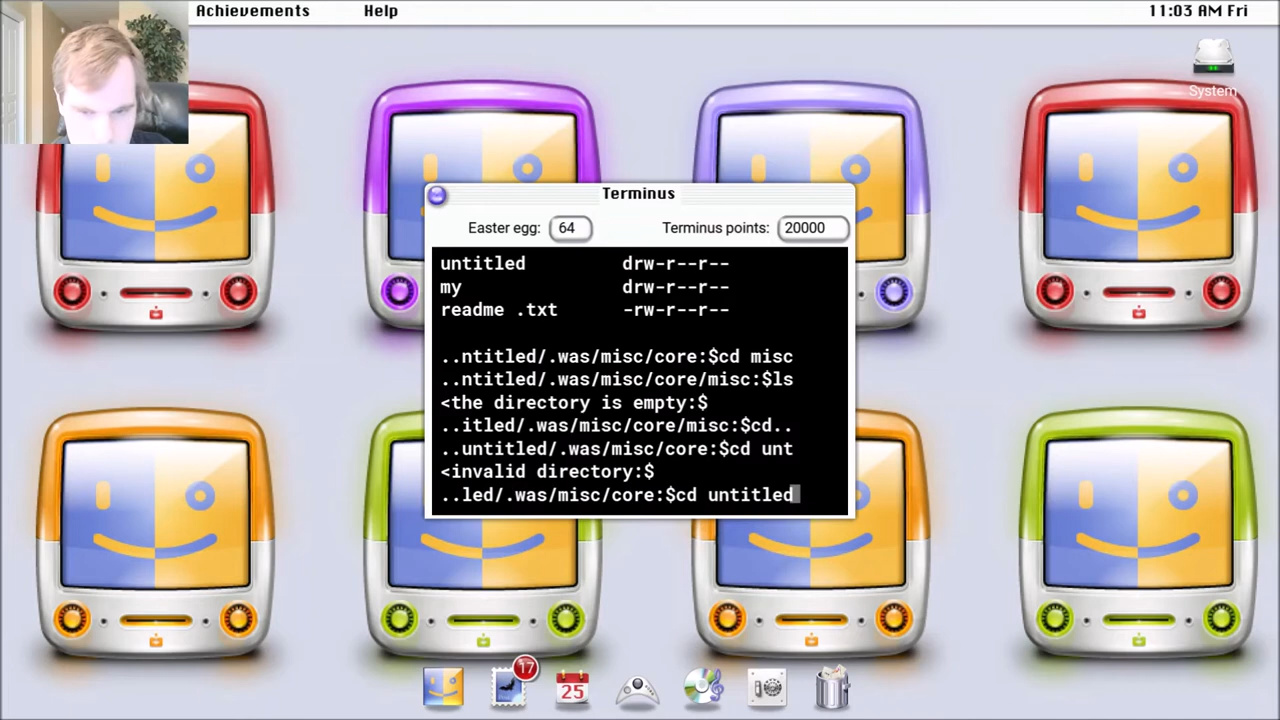 Achievements Help 11:03 AM Fri
System
Terminus
Easter egg: 64 Terminus points: 20000
untitled drw-r--r--
my drw-r--r--
readme .txt -rw-r--r--
..ntitled/.was/misc/core:$cd misc
..ntitled/.was/misc/core/misc:$ls
<the directory is empty:$
..itled/.was/misc/core/misc:$cd..
..untitled/.was/misc/core:$cd unt
<invalid directory:$
..led/.was/misc/core:$cd untitled
17
25